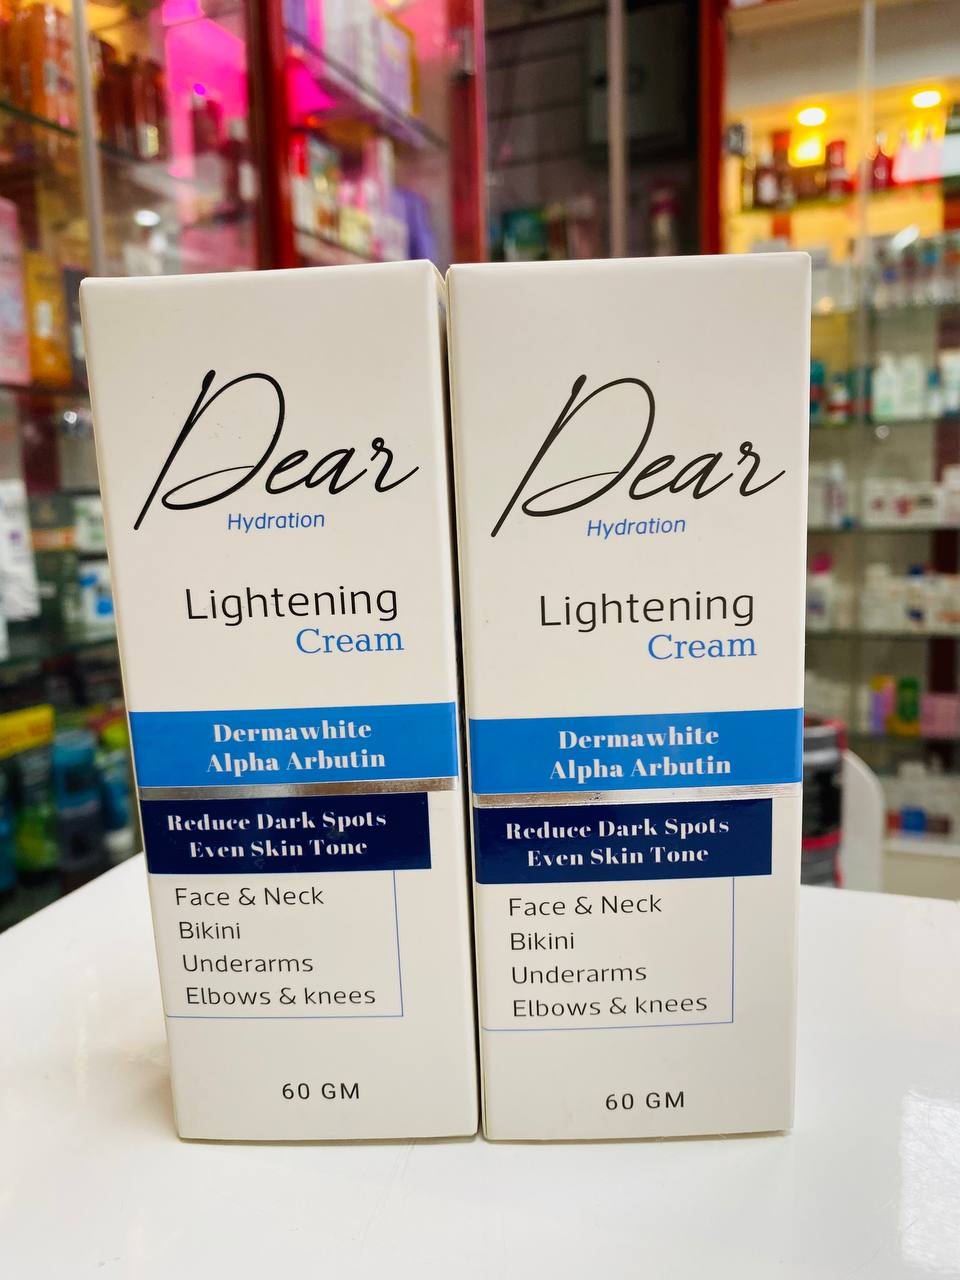 Dear
Hydration
Lightening
Cream
Dermawhite
Alpha Arbutin
Reduce Dark Spots
Even Skin Tone
Face & Neck
Bikini
Underarms
Elbows & knees
60 GM
Dear
Hydration
Lightening
Cream
Dermawhite
Alpha Arbutin
Reduce Dark Spots
Even Skin Tone
Face & Neck
Bikini
Underarms
Elbows & knees
60 GM